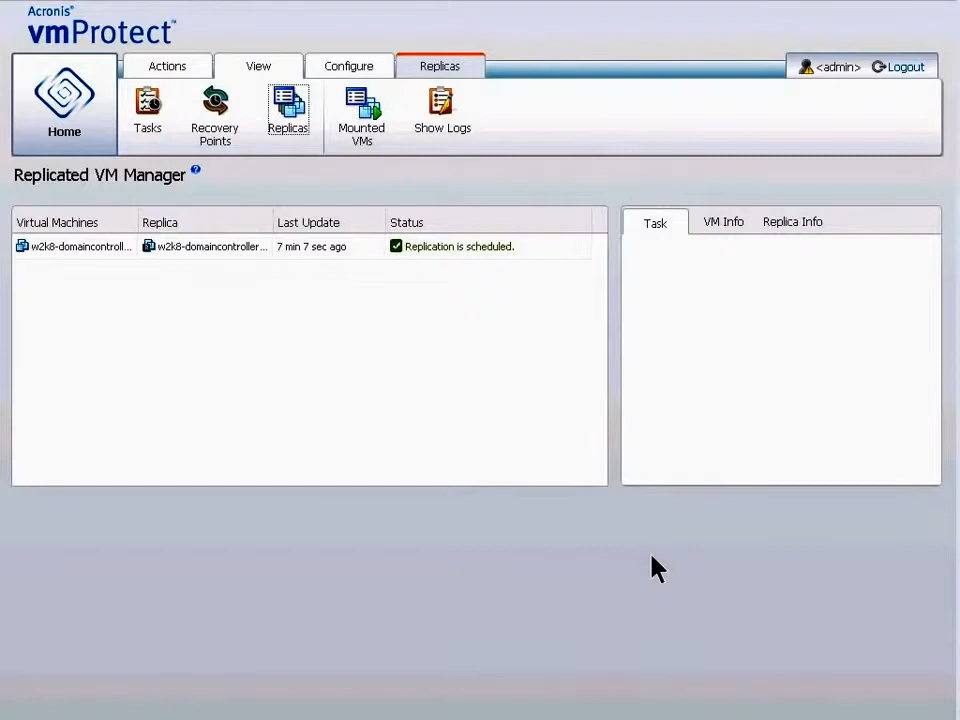 Acronis®
vmProtect™
Actions View Configure Replicas
<admin> Logout
Home
Tasks
Recovery
Points
Replicas
Mounted
VMs
Show Logs
Replicated VM Manager ?
Virtual Machines Replica Last Update Status
w2k8-domaincontroll... w2k8-domaincontroller... 7 min 7 sec ago Replication is scheduled.
Task VM Info Replica Info